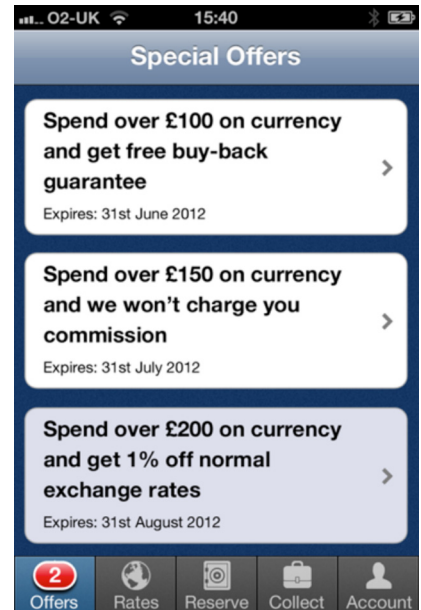 O2-UK 15:40
Special Offers
Spend over £100 on currency
and get free buy-back
guarantee
Expires: 31st June 2012
Spend over £150 on currency
and we won't charge you
commission
Expires: 31st July 2012
Spend over £200 on currency
and get 1% off normal
exchange rates
Expires: 31st August 2012
2
Offers Rates Reserve Collect Account